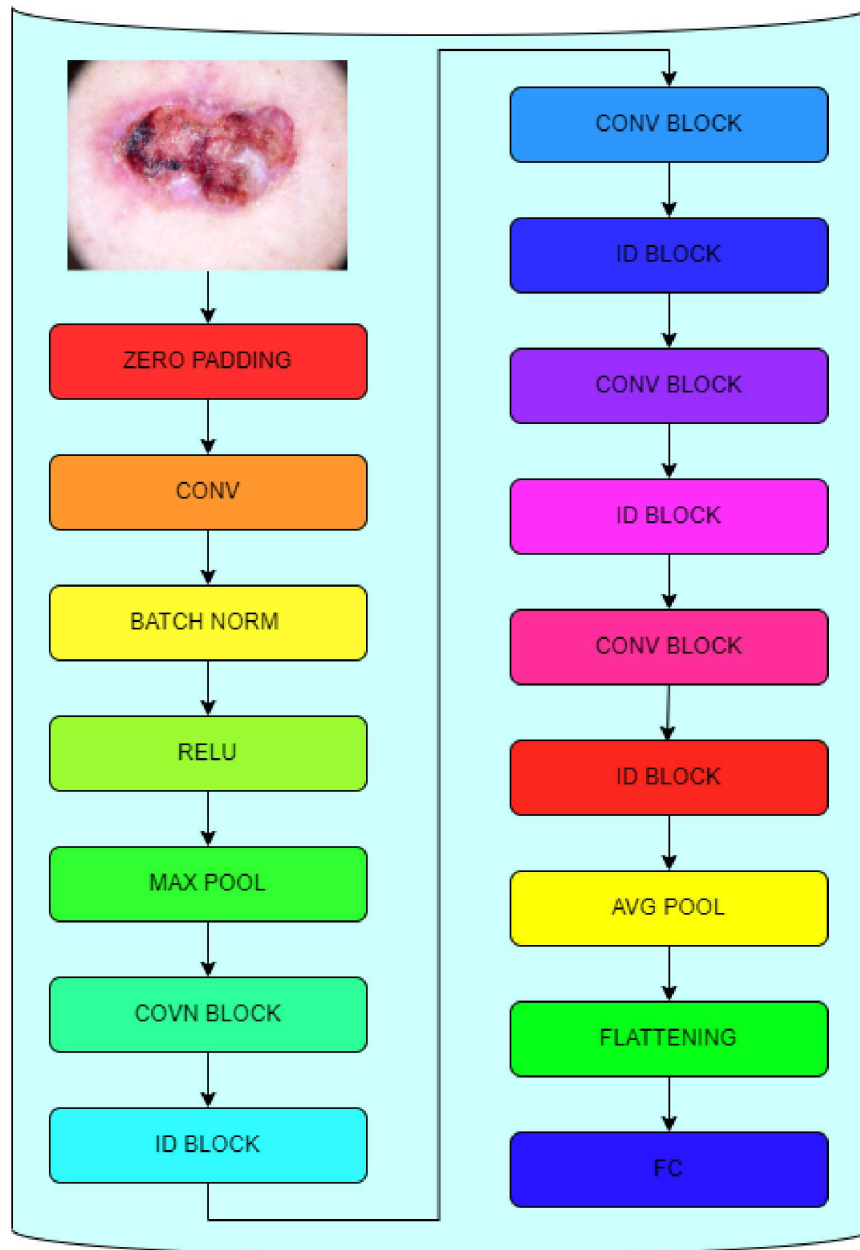 ZERO PADDING
CONV
BATCH NORM
RELU
MAX POOL
COVN BLOCK
ID BLOCK
CONV BLOCK
ID BLOCK
CONV BLOCK
ID BLOCK
CONV BLOCK
ID BLOCK
AVG POOL
FLATTENING
FC